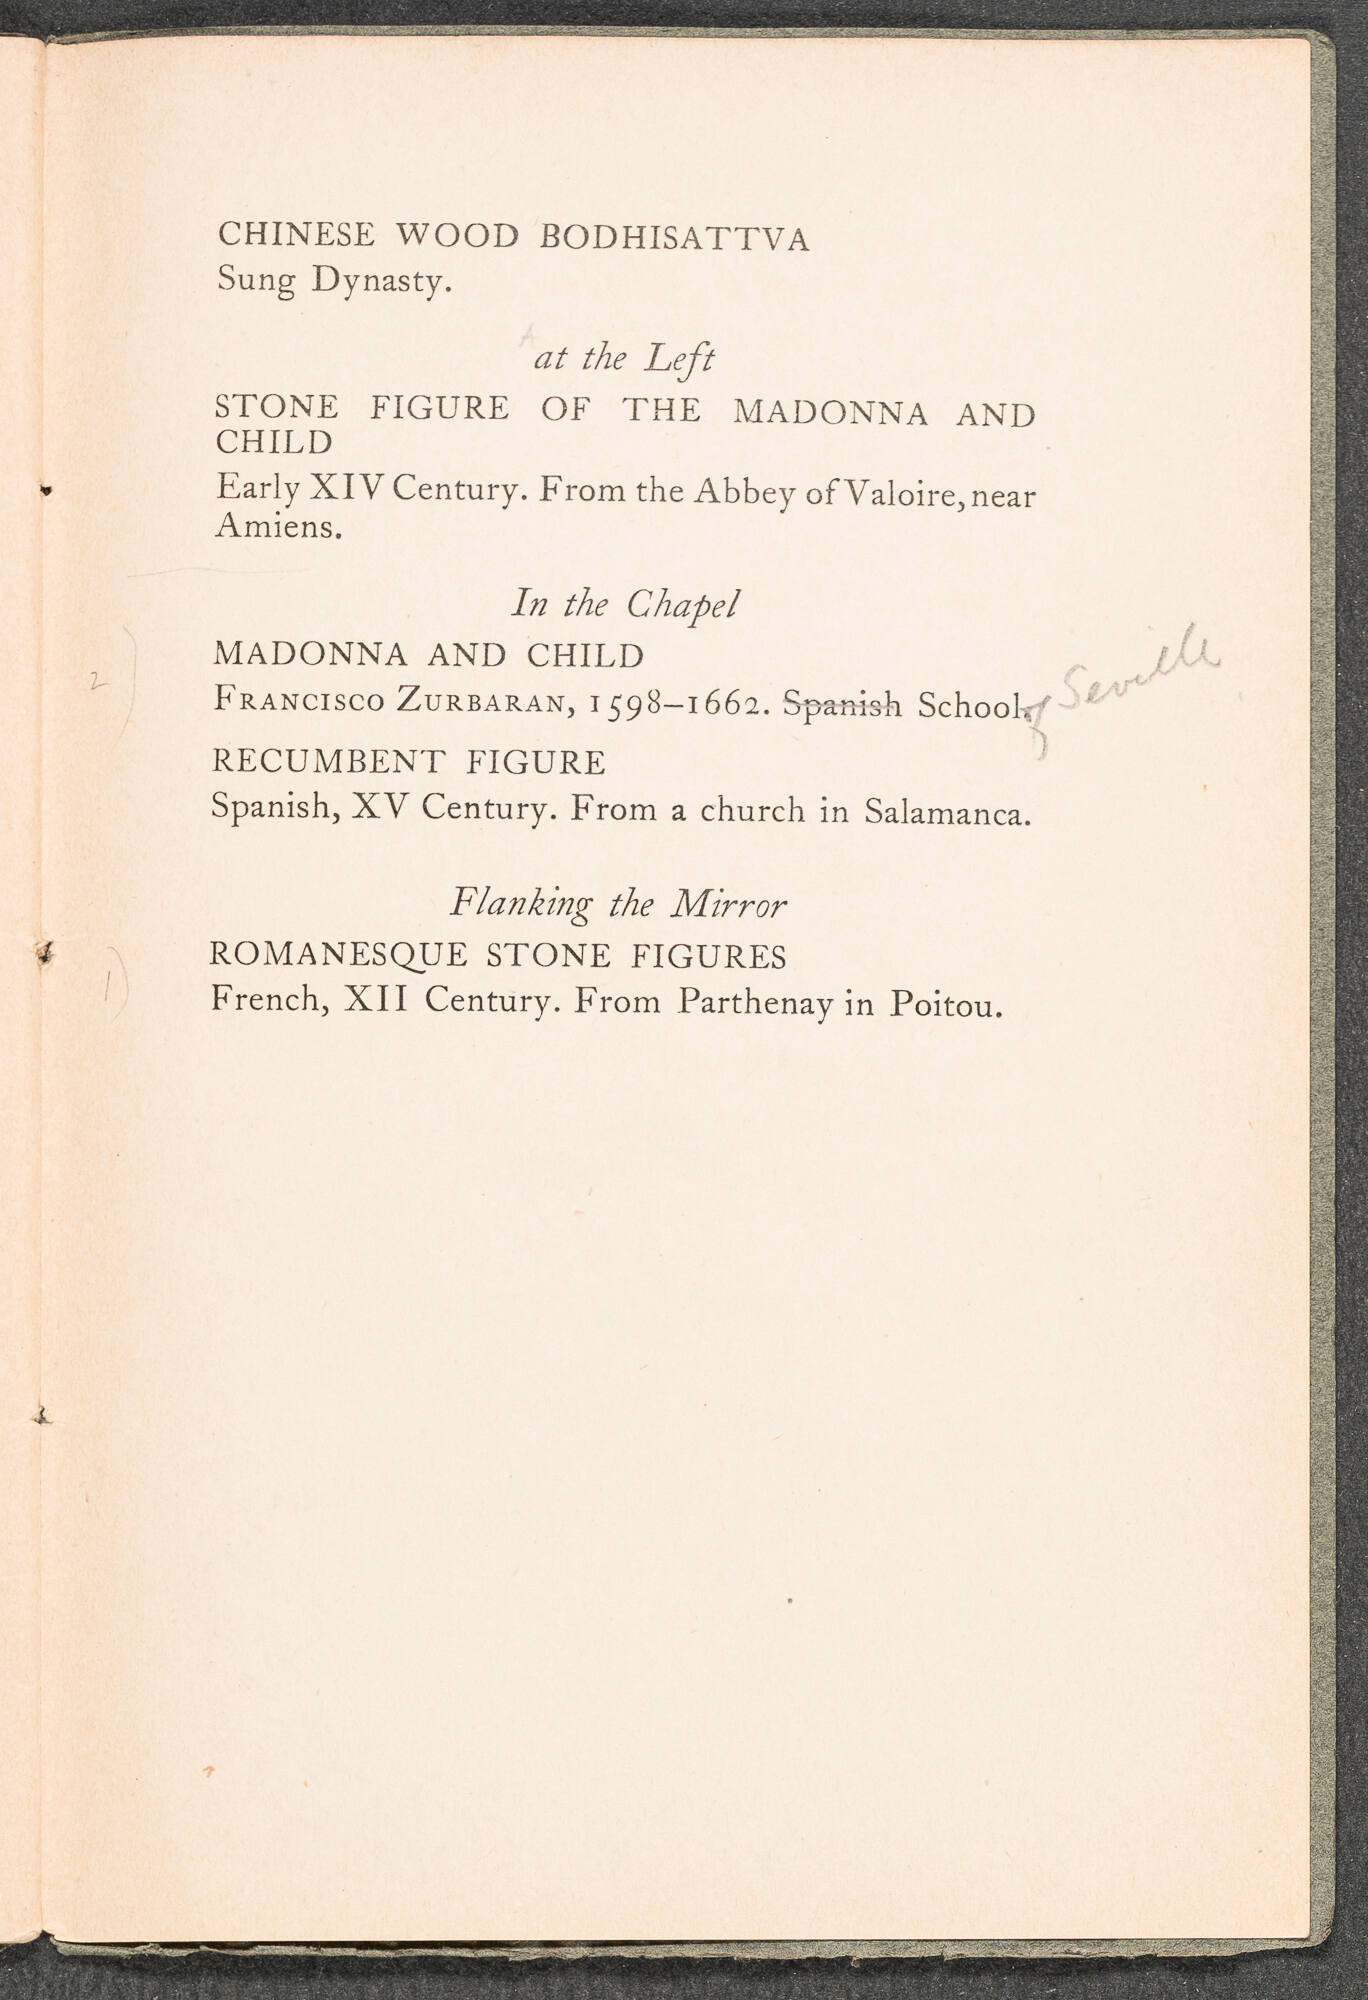 CHINESE WOOD BODHISATTVA
Sung Dynasty.
A
at the Left
STONE FIGURE OF THE MADONNA AND
CHILD
Early XIV Century. From the Abbey of Valoire, near
Amiens.
In the Chapel
MADONNA AND CHILD
2)
FRANCISCO ZURBARAN, 1598–1662. Spanish School. of Seville
RECUMBENT FIGURE
Spanish, XV Century. From a church in Salamanca.
Flanking the Mirror
ROMANESQUE STONE FIGURES
1)
French, XII Century. From Parthenay in Poitou.